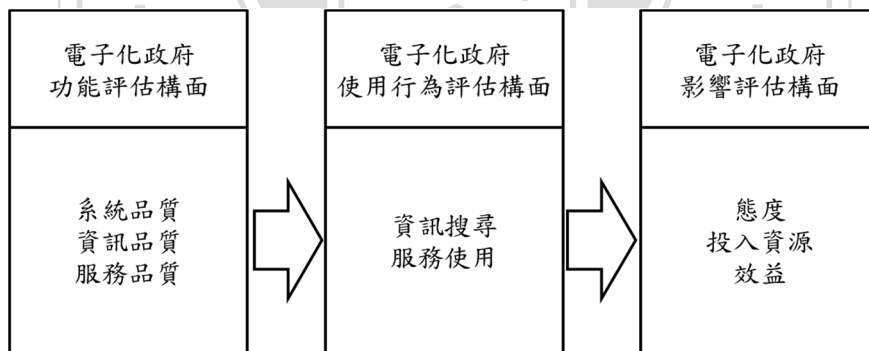 電子化政府
功能評估構面
系統品質
資訊品質
服務品質
電子化政府
使用行為評估構面
資訊搜尋
服務使用
電子化政府
影響評估構面
態度
投入資源
效益